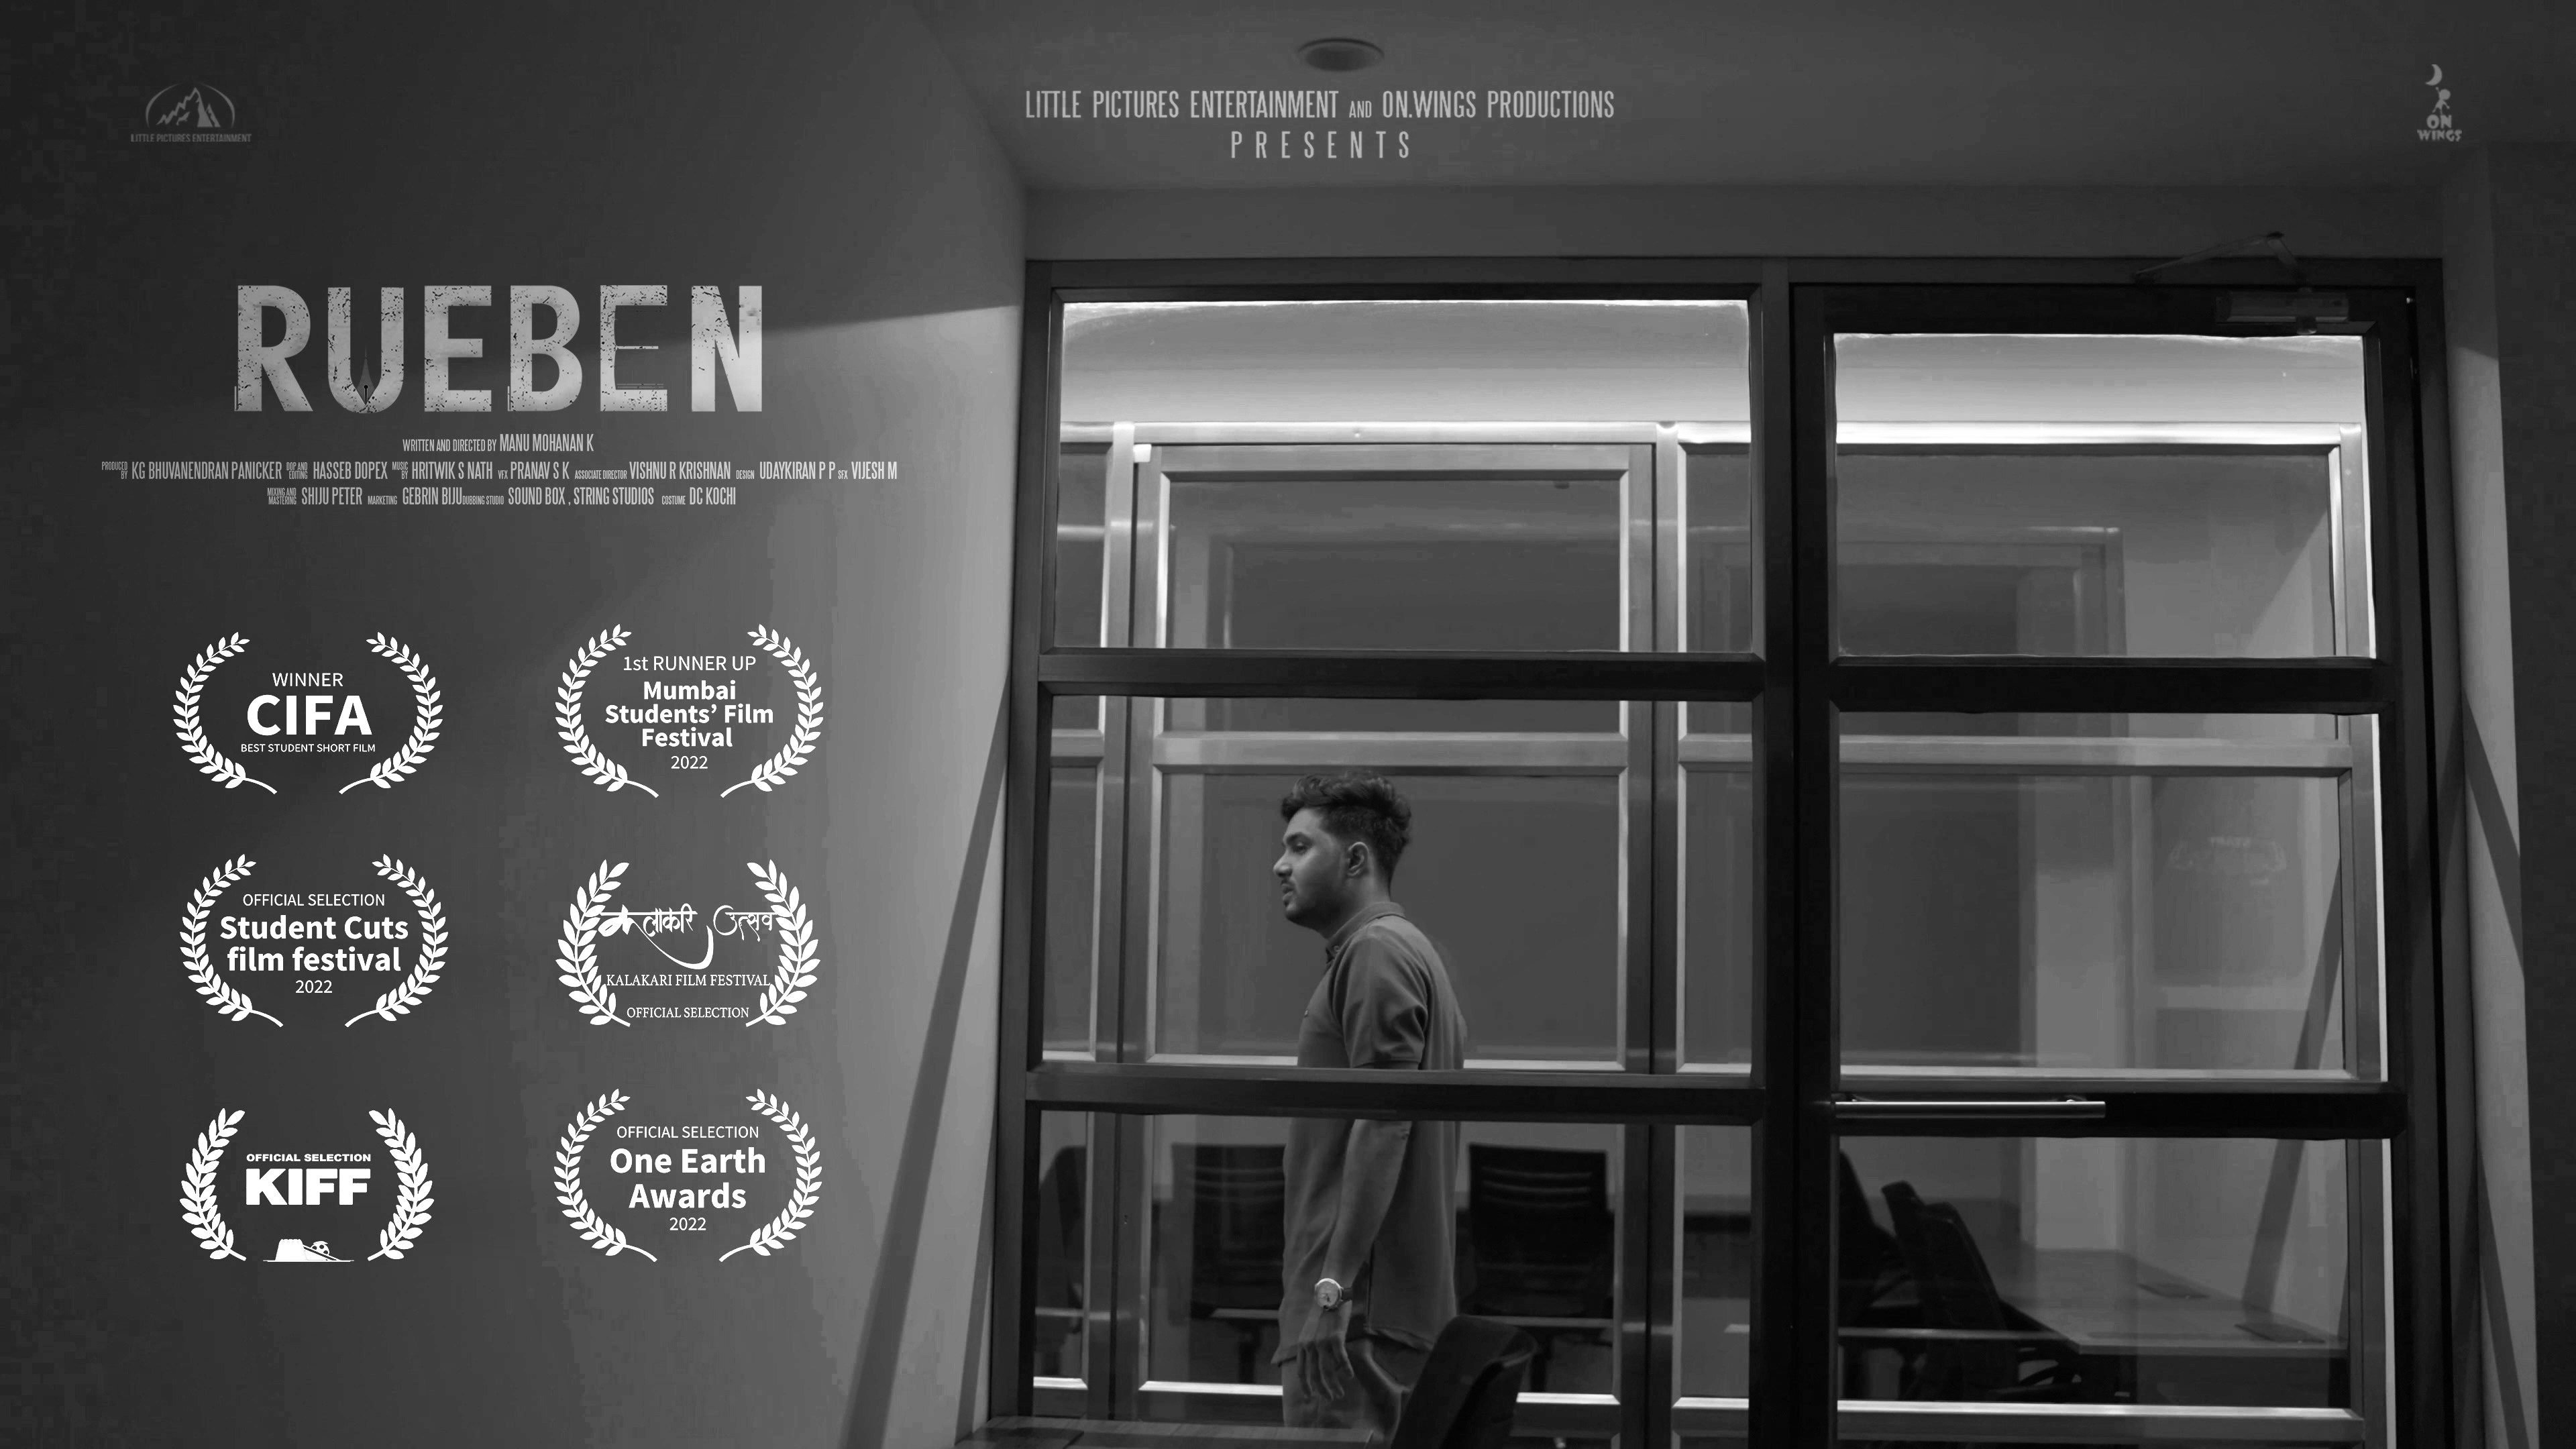 LITTLE PICTURES ENTERTAINMENT
LITTLE PICTURES ENTERTAINMENT AND ON.WINGS PRODUCTIONS
PRESENTS
ON
WINGS
RUEBEN
WRITTEN AND DIRECTED BY MANU MOHANAN K
PRODUCED BY KG BHUVANENDRAN PANICKER DOP AND EDITING HASSEB DOPEX MUSIC BY HRITWIK S NATH VFX PRANAV S K ASSOCIATE DIRECTOR VISHNU R KRISHNAN DESIGN UDAYKIRAN P P SFX VIJESH M
MIXING AND MASTERING SHIJU PETER MARKETING GEBRIN BIJU DUBBING STUDIO SOUND BOX , STRING STUDIOS COSTUME DC KOCHI
WINNER
CIFA
BEST STUDENT SHORT FILM
1st RUNNER UP
Mumbai
Students’ Film
Festival
2022
OFFICIAL SELECTION
Student Cuts
film festival
2022
कलाकारी उत्सव
KALAKARI FILM FESTIVAL
OFFICIAL SELECTION
OFFICIAL SELECTION
KIFF
OFFICIAL SELECTION
One Earth
Awards
2022